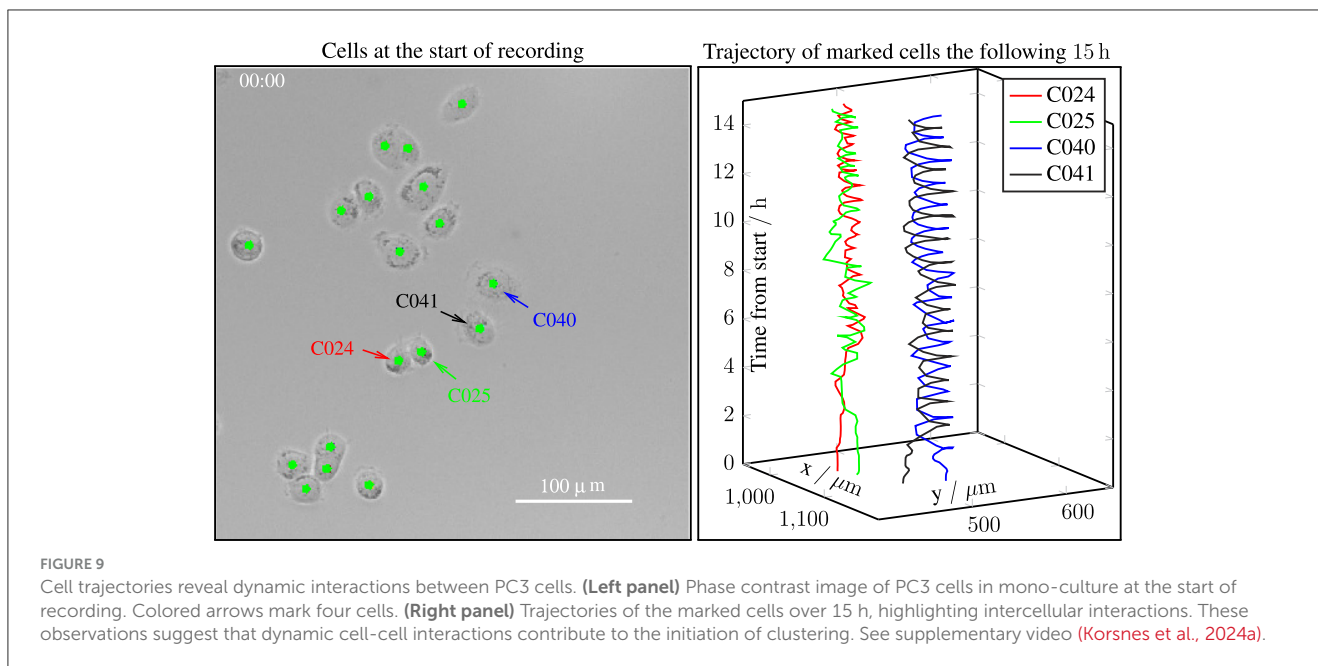 Cells at the start of recording
00:00
C041
C040
C024
C025
100 μ m
Trajectory of marked cells the following 15 h
C024
C025
C040
C041
Time from start / h
14
12
10
8
6
4
2
0
x / μm
1,000
1,100
y / μm
500
600
FIGURE 9
Cell trajectories reveal dynamic interactions between PC3 cells. (Left panel) Phase contrast image of PC3 cells in mono-culture at the start of
recording. Colored arrows mark four cells. (Right panel) Trajectories of the marked cells over 15 h, highlighting intercellular interactions. These
observations suggest that dynamic cell-cell interactions contribute to the initiation of clustering. See supplementary video (Korsnes et al., 2024a).